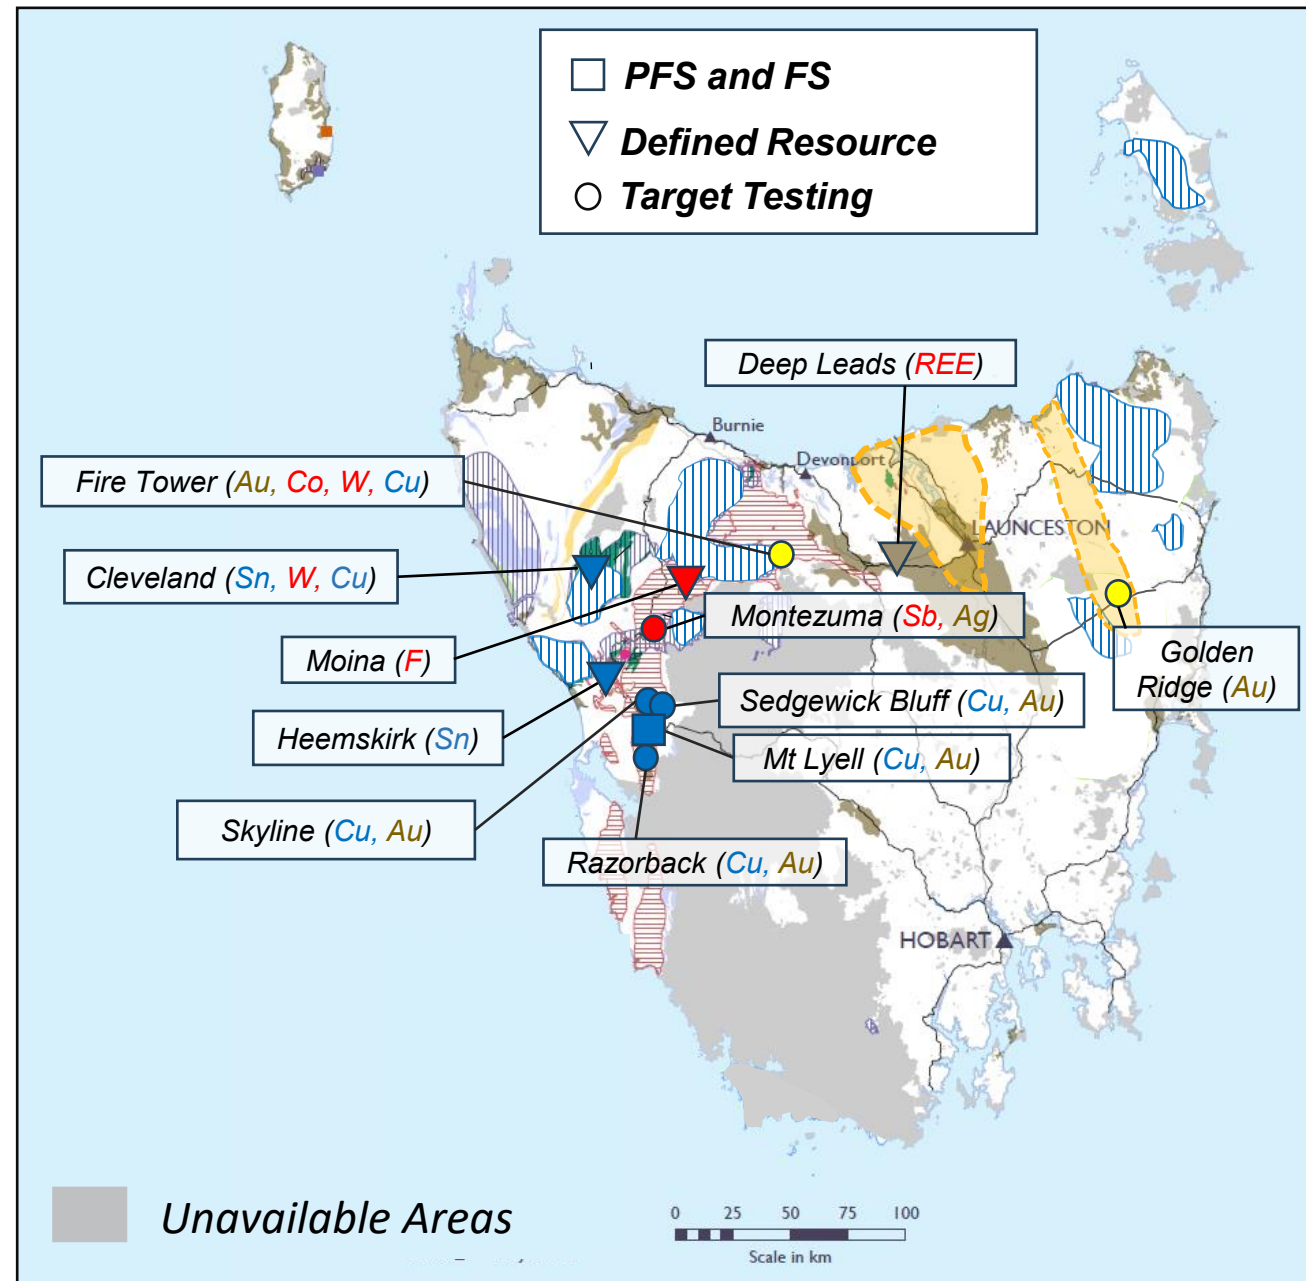 PFS and FS
Defined Resource
Target Testing
Deep Leads (REE)
Burnie
Devonport
Fire Tower (Au, Co, W, Cu)
LAUNCESTON
Cleveland (Sn, W, Cu)
Montezuma (Sb, Ag)
Moina (F)
Golden
Ridge (Au)
Sedgewick Bluff (Cu, Au)
Heemskirk (Sn)
Mt Lyell (Cu, Au)
Skyline (Cu, Au)
Razorback (Cu, Au)
HOBART
Unavailable Areas
0 25 50 75 100
Scale in km